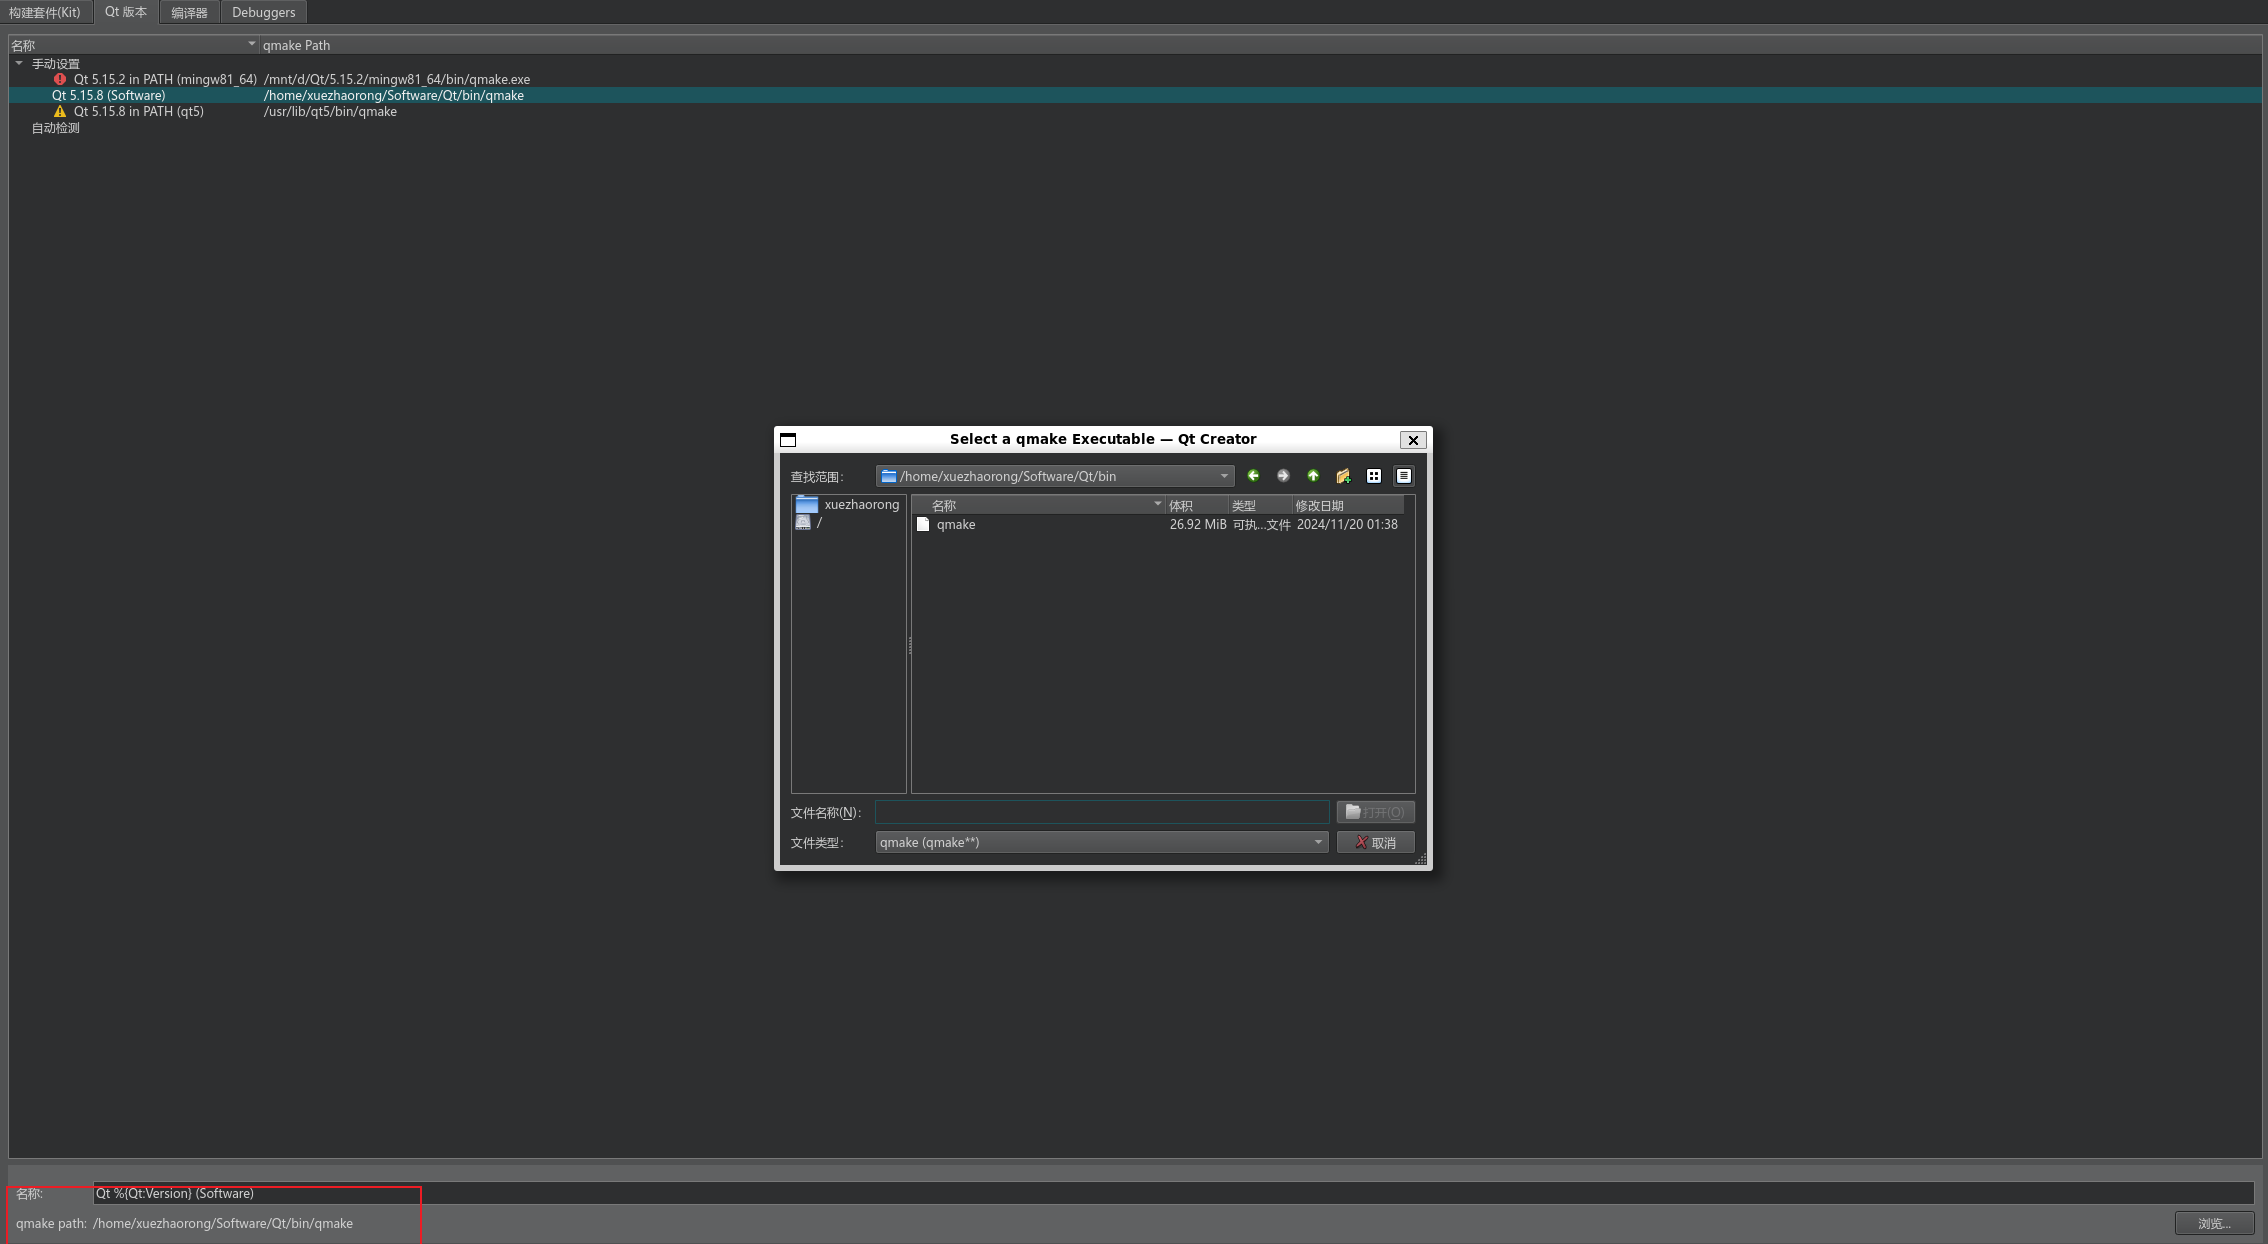 构建套件(Kit) Qt 版本 编译器 Debuggers
名称 qmake Path
手动设置
Qt 5.15.2 in PATH (mingw81_64) /mnt/d/Qt/5.15.2/mingw81_64/bin/qmake.exe
Qt 5.15.8 (Software) /home/xuezhaorong/Software/Qt/bin/qmake
Qt 5.15.8 in PATH (qt5) /usr/lib/qt5/bin/qmake
自动检测
Select a qmake Executable — Qt Creator
查找范围: /home/xuezhaorong/Software/Qt/bin
xuezhaorong
/
名称 体积 类型 修改日期
qmake 26.92 MiB 可执...文件 2024/11/20 01:38
文件名称(N): 打开(O)
文件类型: qmake (qmake**) 取消
名称: Qt %{Qt:Version} (Software)
qmake path: /home/xuezhaorong/Software/Qt/bin/qmake 浏览...